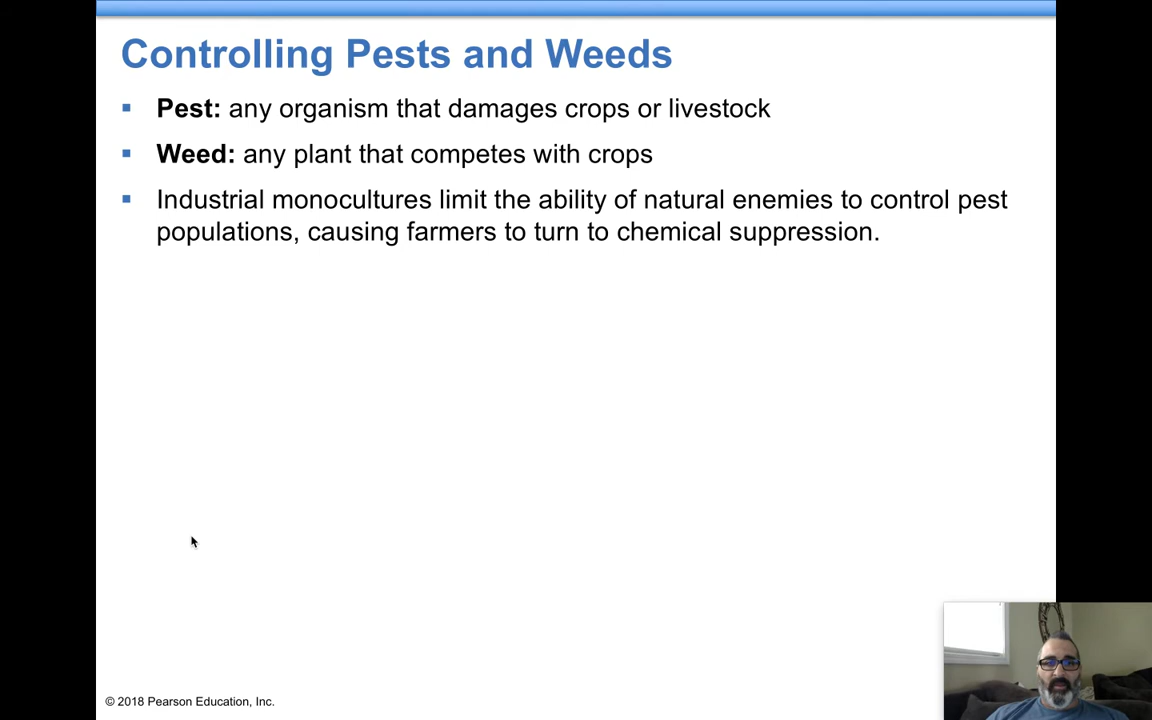 Controlling Pests and Weeds
▪ Pest: any organism that damages crops or livestock
▪ Weed: any plant that competes with crops
▪ Industrial monocultures limit the ability of natural enemies to control pest
populations, causing farmers to turn to chemical suppression.
© 2018 Pearson Education, Inc.